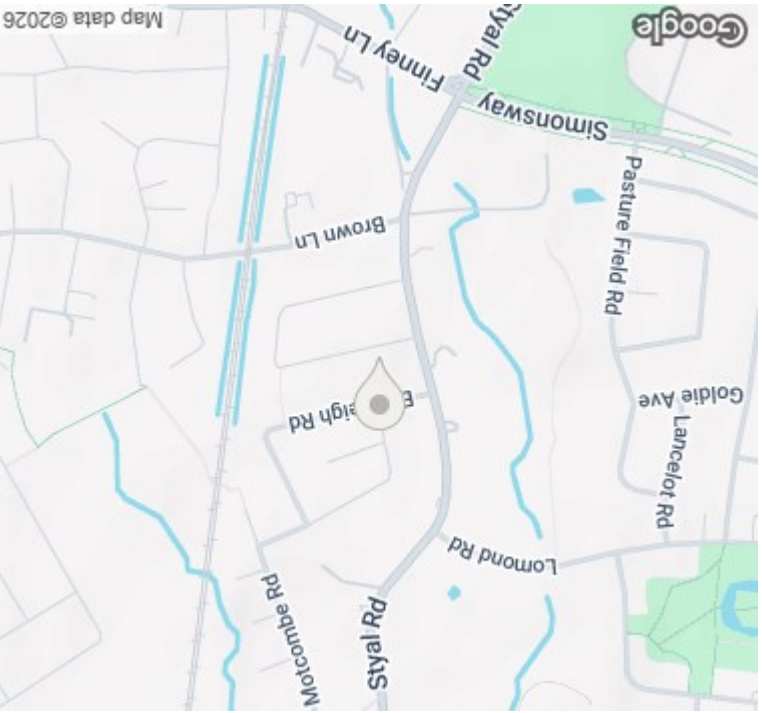 Styal Rd
Motcombe Rd
Lomond Rd
Lancelot Rd
Goldie Ave
Rd
Pasture Field Rd
Brown Ln
Simonsway
Finney Ln
Styal Rd
Google
Map data ©2026